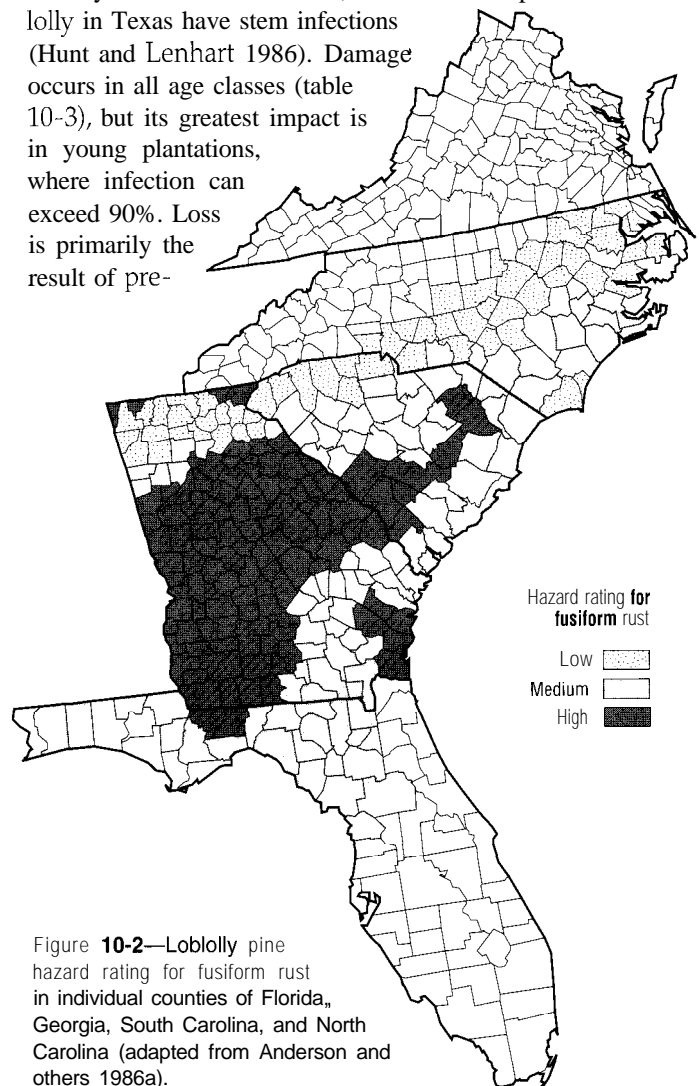 lolly in Texas have stem infections
(Hunt and Lenhart 1986). Damage
occurs in all age classes (table
10-3), but its greatest impact is
in young plantations,
where infection can
exceed 90%. Loss
is primarily the
result of pre-
Hazard rating for
fusiform rust
Low
Medium
High
Figure 10-2—Loblolly pine
hazard rating for fusiform rust
in individual counties of Florida,,
Georgia, South Carolina, and North
Carolina (adapted from Anderson and
others 1986a).